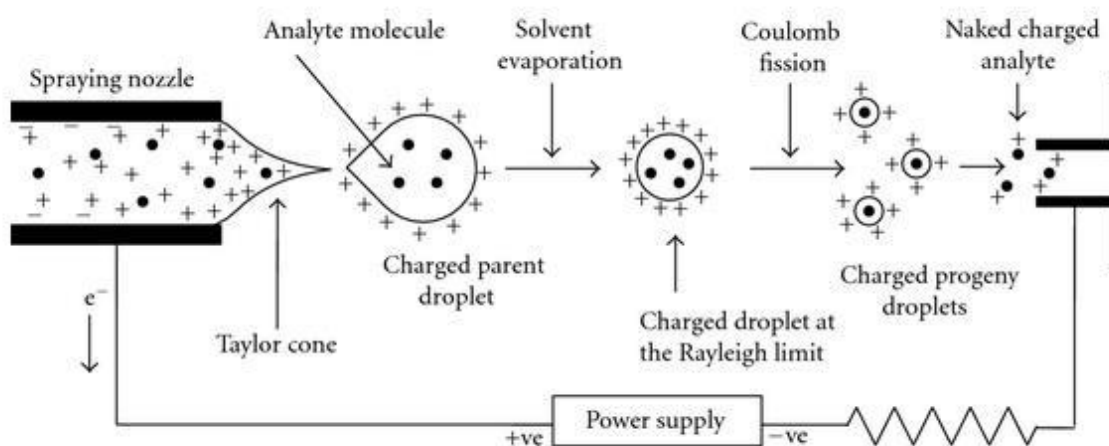 Analyte molecule
Solvent
evaporation
Coulomb
fission
Naked charged
analyte
Spraying nozzle
Charged parent
droplet
Charged progeny
droplets
e−
Taylor cone
Charged droplet at
the Rayleigh limit
+ve
Power supply
−ve